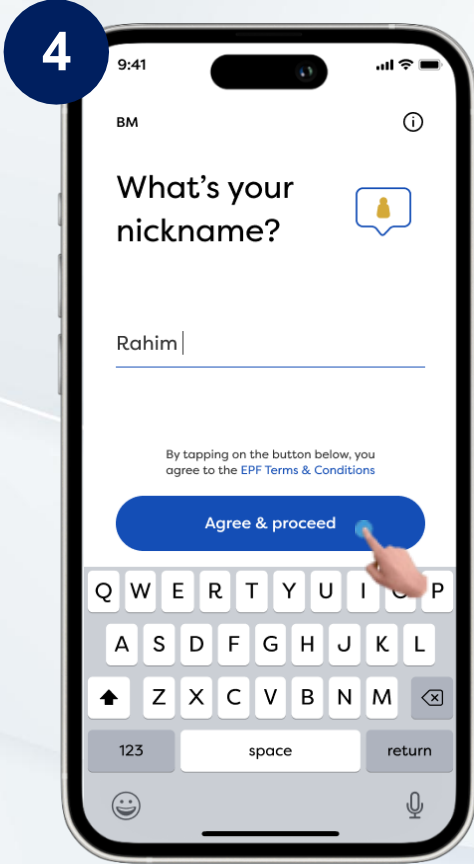 4
9:41
BM
What's your
nickname?
Rahim
By tapping on the button below, you
agree to the EPF Terms & Conditions
Agree & proceed
Q W E R T Y U I O P
A S D F G H J K L
Z X C V B N M
123 space return